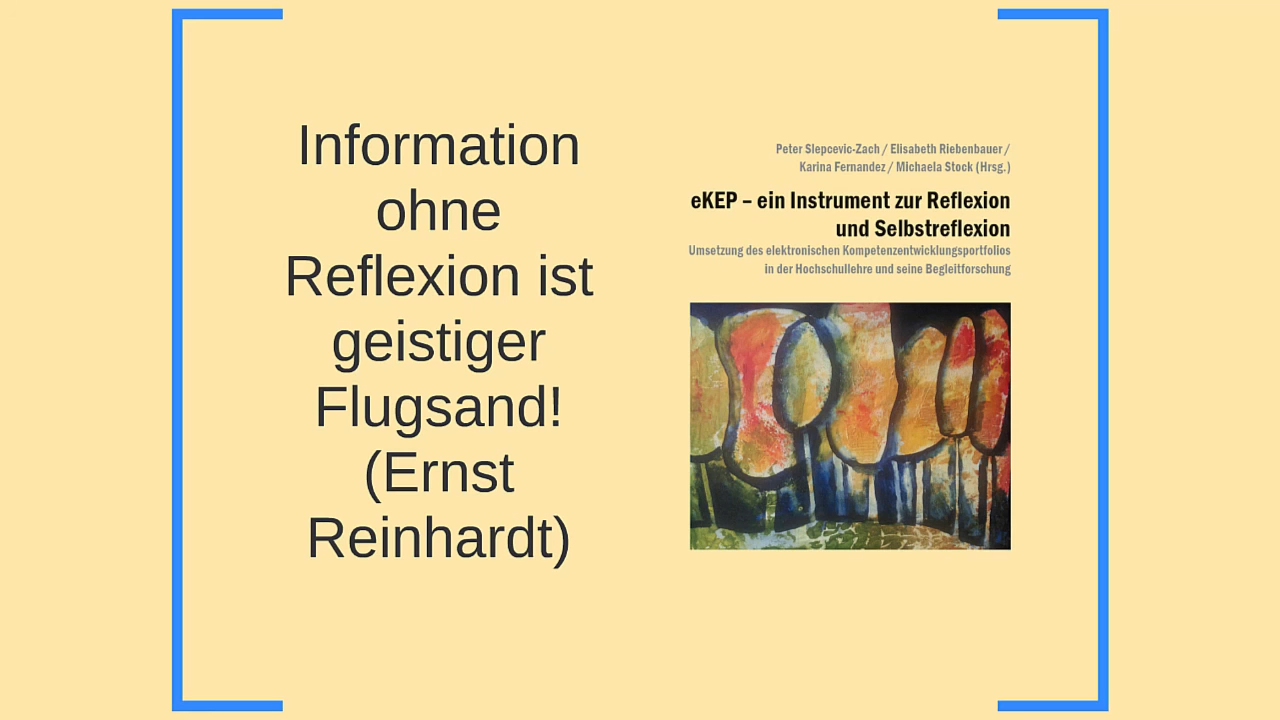 Information
ohne
Reflexion ist
geistiger
Flugsand!
(Ernst
Reinhardt)
Peter Slepcevic-Zach / Elisabeth Riebenbauer /
Karina Fernandez / Michaela Stock (Hrsg.)
eKEP – ein Instrument zur Reflexion
und Selbstreflexion
Umsetzung des elektronischen Kompetenzentwicklungsportfolios
in der Hochschullehre und seine Begleitforschung